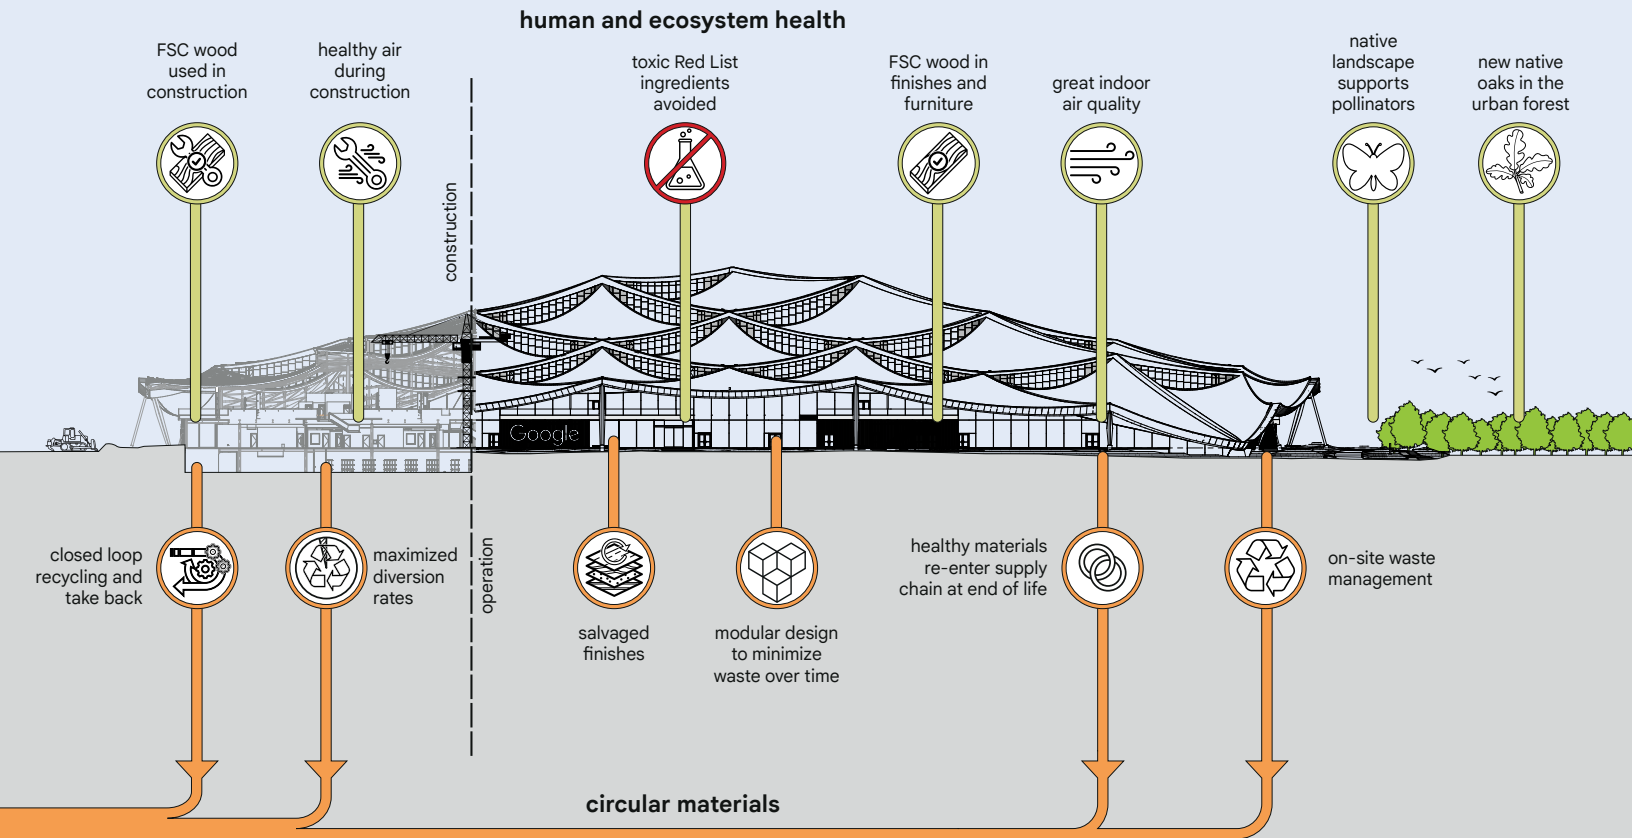 human and ecosystem health
FSC wood
used in
construction
healthy air
during
construction
toxic Red List
ingredients
avoided
FSC wood in
finishes and
furniture
great indoor
air quality
native
landscape
supports
pollinators
new native
oaks in the
urban forest
construction
Google
operation
closed loop
recycling and
take back
maximized
diversion
rates
salvaged
finishes
modular design
to minimize
waste over time
healthy materials
re-enter supply
chain at end of life
on-site waste
management
circular materials